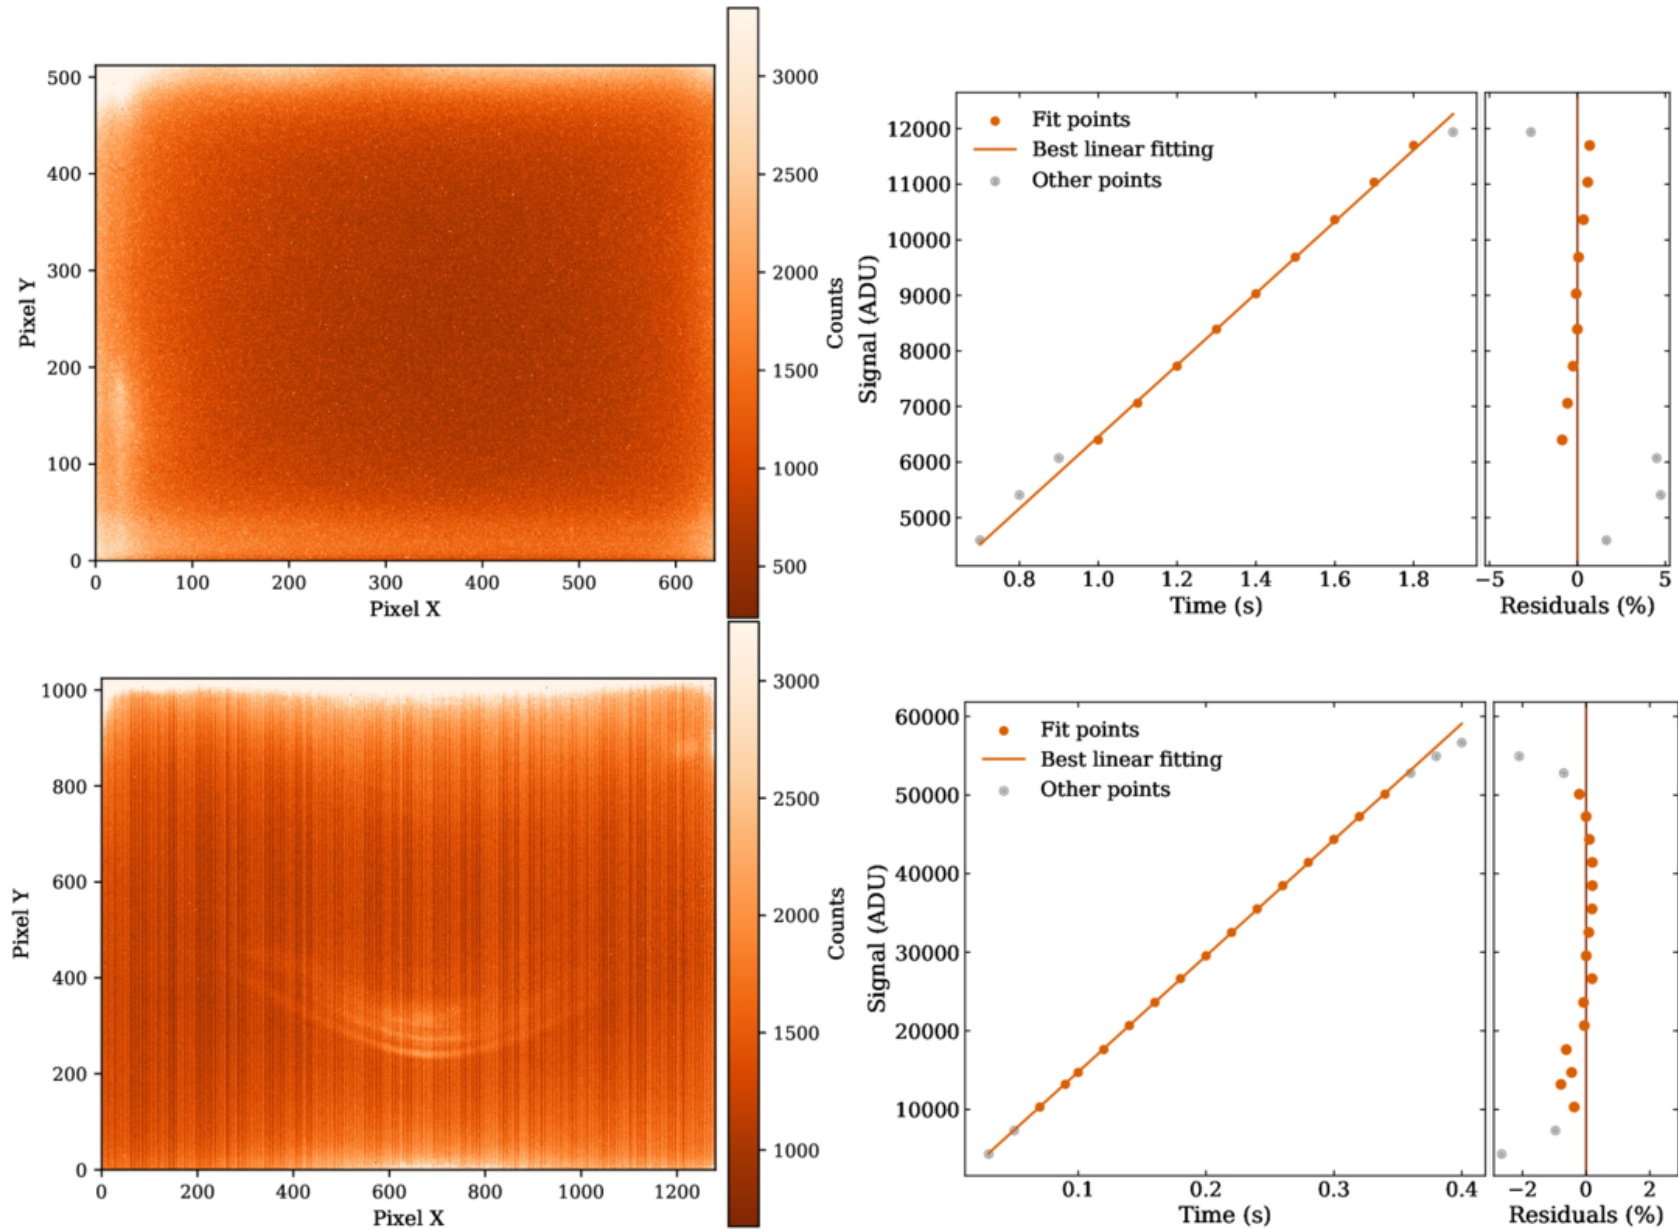 500
400
300
200
100
0
Pixel Y
0 100 200 300 400 500 600
Pixel X
3000
2500
2000
1500
1000
500
Counts
Fit points
Best linear fitting
Other points
12000
11000
10000
9000
8000
7000
6000
5000
Signal (ADU)
0.8 1.0 1.2 1.4 1.6 1.8
Time (s)
−5 0 5
Residuals (%)
1000
800
600
400
200
0
Pixel Y
0 200 400 600 800 1000 1200
Pixel X
3000
2500
2000
1500
1000
Counts
Fit points
Best linear fitting
Other points
60000
50000
40000
30000
20000
10000
Signal (ADU)
0.1 0.2 0.3 0.4
Time (s)
−2 0 2
Residuals (%)